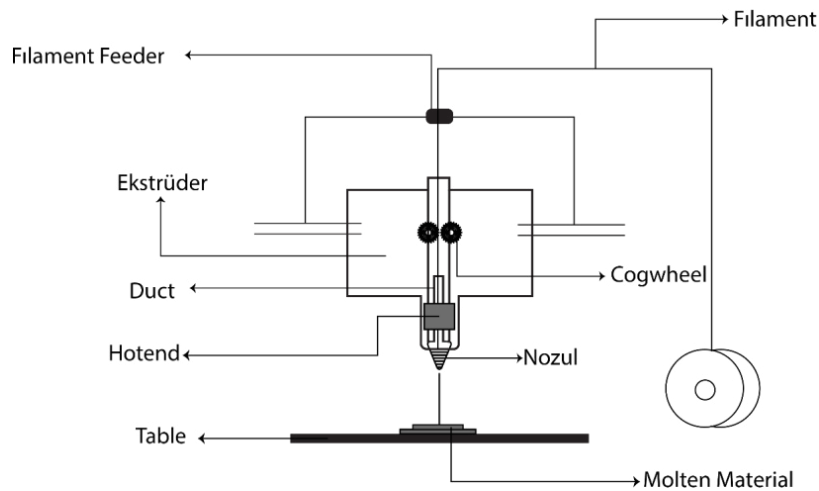 Fılament
Fılament Feeder
Ekstrüder
Cogwheel
Duct
Hotend
Nozul
Table
Molten Material